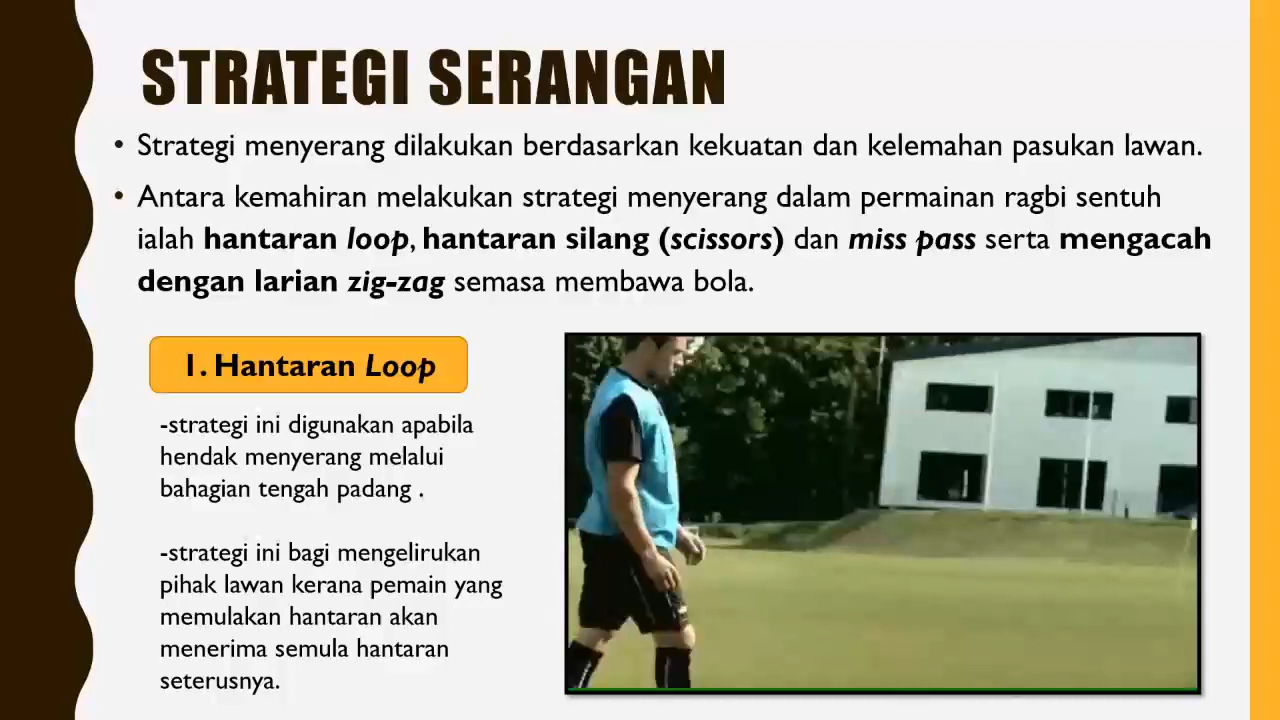 STRATEGI SERANGAN
• Strategi menyerang dilakukan berdasarkan kekuatan dan kelemahan pasukan lawan.
• Antara kemahiran melakukan strategi menyerang dalam permainan ragbi sentuh
ialah hantaran loop, hantaran silang (scissors) dan miss pass serta mengacah
dengan larian zig-zag semasa membawa bola.
1. Hantaran Loop
-strategi ini digunakan apabila
hendak menyerang melalui
bahagian tengah padang .
-strategi ini bagi mengelirukan
pihak lawan kerana pemain yang
memulakan hantaran akan
menerima semula hantaran
seterusnya.